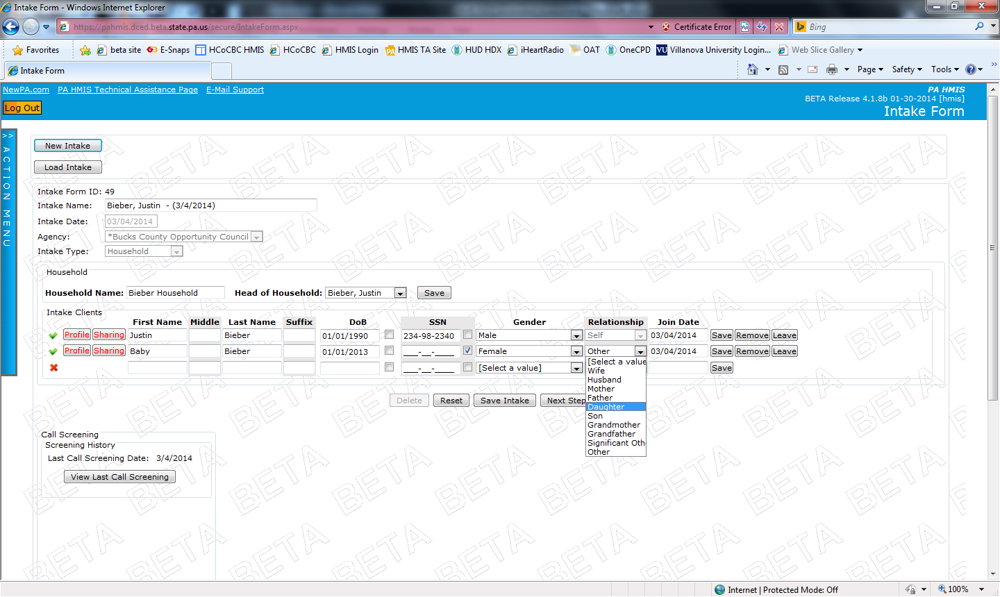 Intake Form - Windows Internet Explorer
https://pahmis.dced.beta.state.pa.us/secure/IntakeForm.aspx Certificate Error Bing
Favorites beta site E-Snaps HCoCBC HMIS HCoCBC HMIS Login HMIS TA Site HUD HDX iHeartRadio OAT OneCPD VU Villanova University Login... Web Slice Gallery
Intake Form Page Safety Tools
NewPA.com PA HMIS Technical Assistance Page E-Mail Support PA HMIS
BETA Release 4.1.8b 01-30-2014 [hmis]
Log Out Intake Form
>> ACTION MENU
New Intake
Load Intake
Intake Form ID: 49
Intake Name: Bieber, Justin - (3/4/2014)
Intake Date: 03/04/2014
Agency: *Bucks County Opportunity Council
Intake Type: Household
Household
Household Name: Bieber Household Head of Household: Bieber, Justin Save
Intake Clients
First Name Middle Last Name Suffix DoB SSN Gender Relationship Join Date
Profile Sharing Justin Bieber 01/01/1990 234-98-2340 Male Self 03/04/2014 Save Remove Leave
Profile Sharing Baby Bieber 01/01/2013 ___-__-____ Female Other 03/04/2014 Save Remove Leave
___-__-____ [Select a value] Save
[Select a value
Wife
Husband
Mother
Father
Daughter
Son
Grandmother
Grandfather
Significant Oth
Other
Delete Reset Save Intake Next Step
Call Screening
Screening History
Last Call Screening Date: 3/4/2014
View Last Call Screening
BETA
Internet | Protected Mode: Off 100%